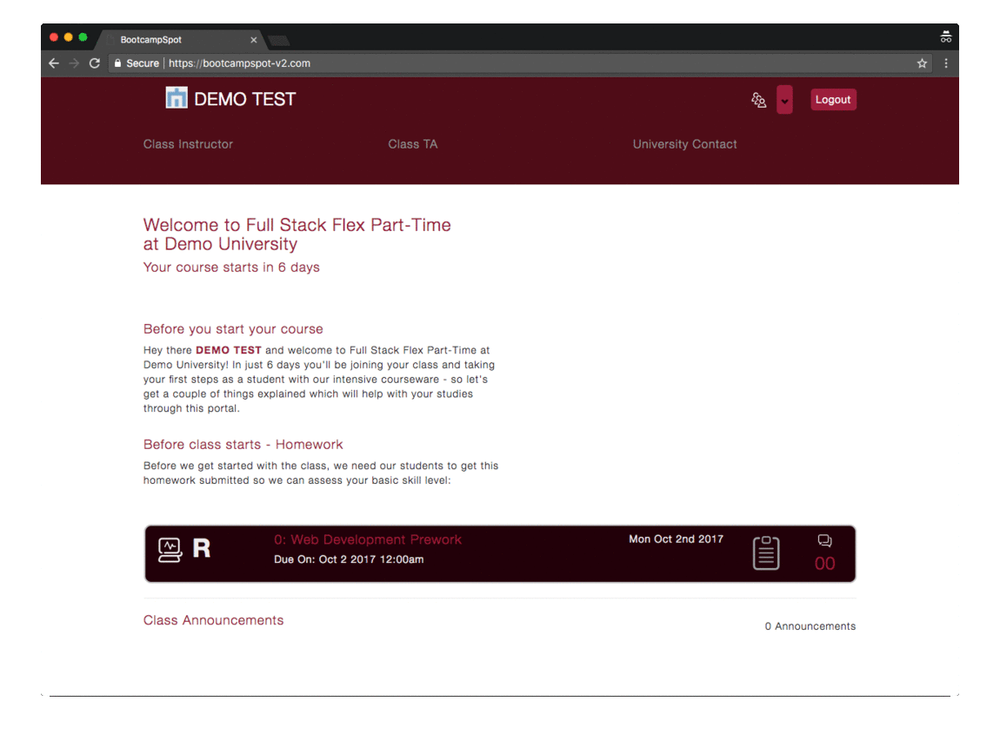 BootcampSpot
Secure https://bootcampspot-v2.com
DEMO TEST
Logout
Class Instructor
Class TA
University Contact
Welcome to Full Stack Flex Part-Time
at Demo University
Your course starts in 6 days
Before you start your course
Hey there DEMO TEST and welcome to Full Stack Flex Part-Time at
Demo University! In just 6 days you'll be joining your class and taking
your first steps as a student with our intensive courseware - so let's
get a couple of things explained which will help with your studies
through this portal.
Before class starts - Homework
Before we get started with the class, we need our students to get this
homework submitted so we can assess your basic skill level:
R
0: Web Development Prework
Due On: Oct 2 2017 12:00am
Mon Oct 2nd 2017
00
Class Announcements
0 Announcements